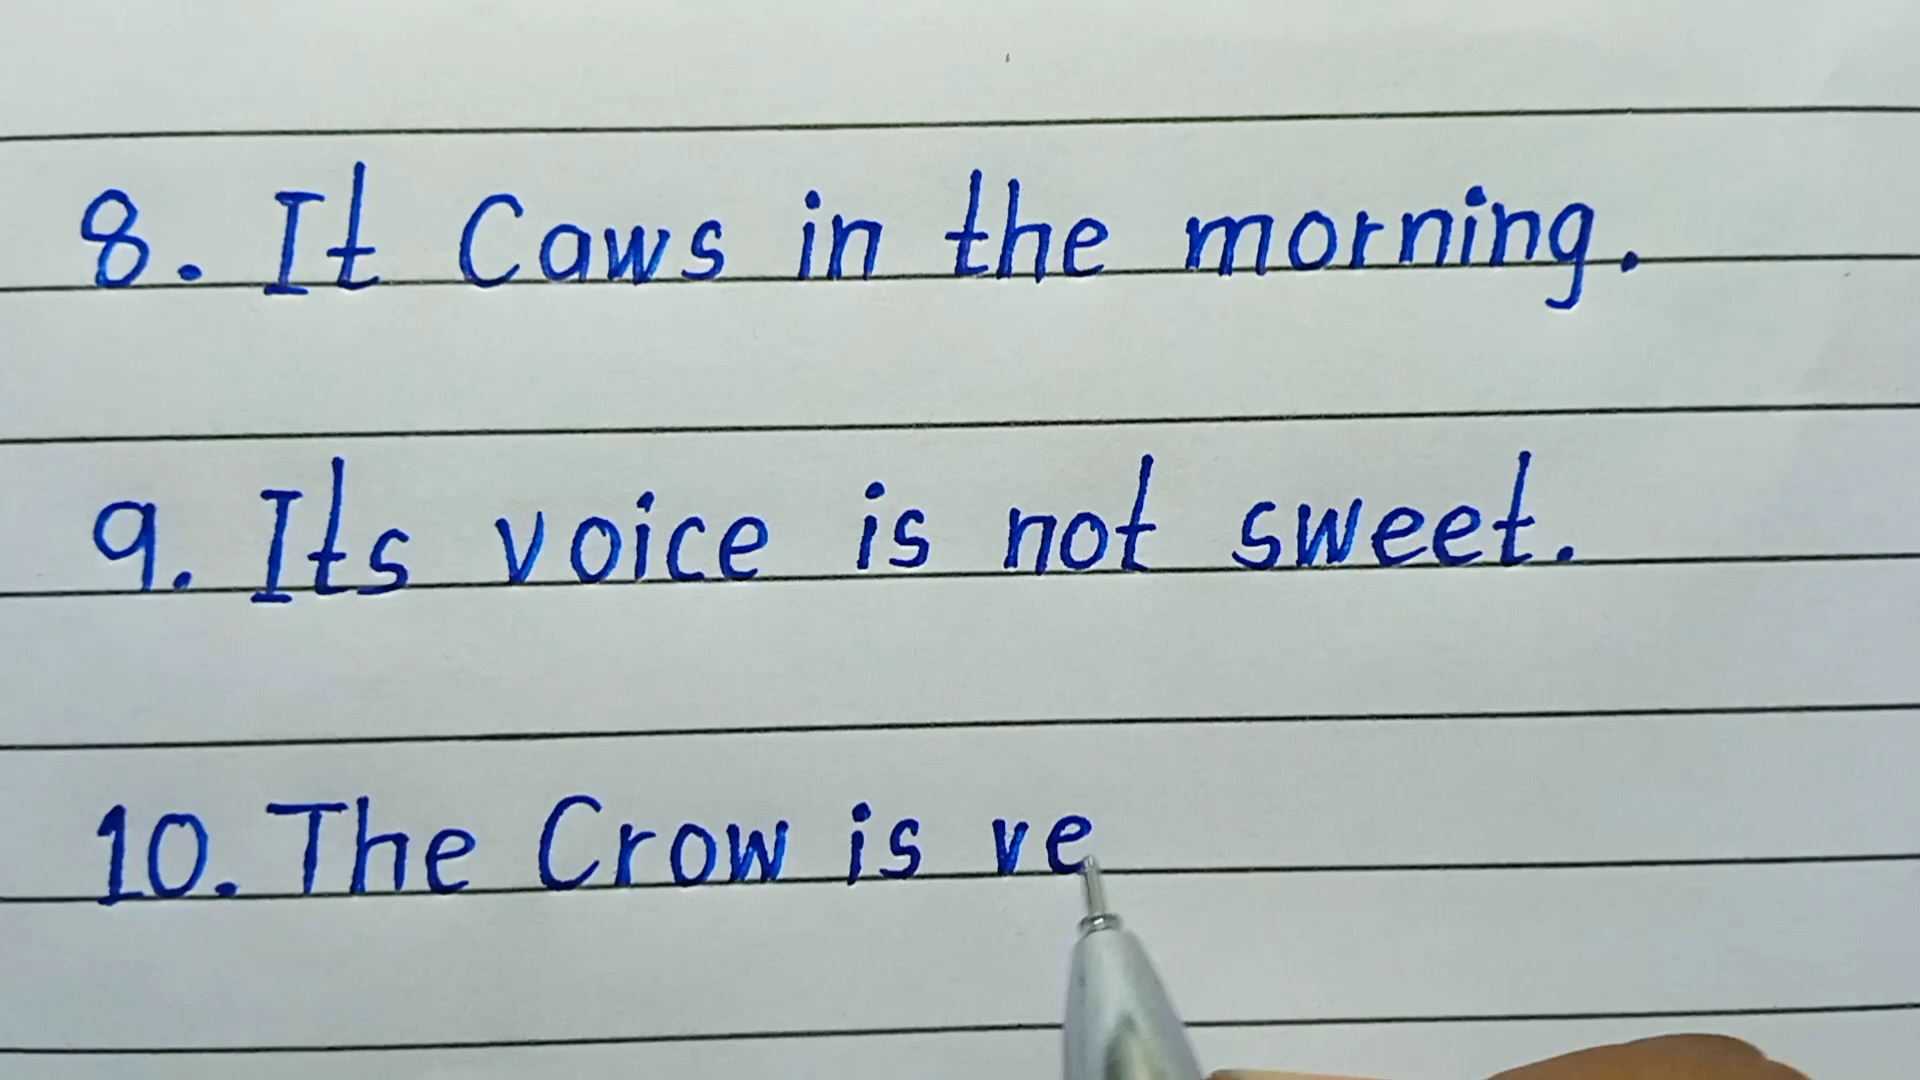 8. It Caws in the morning.
9. Its voice is not sweet.
10. The Crow is ve